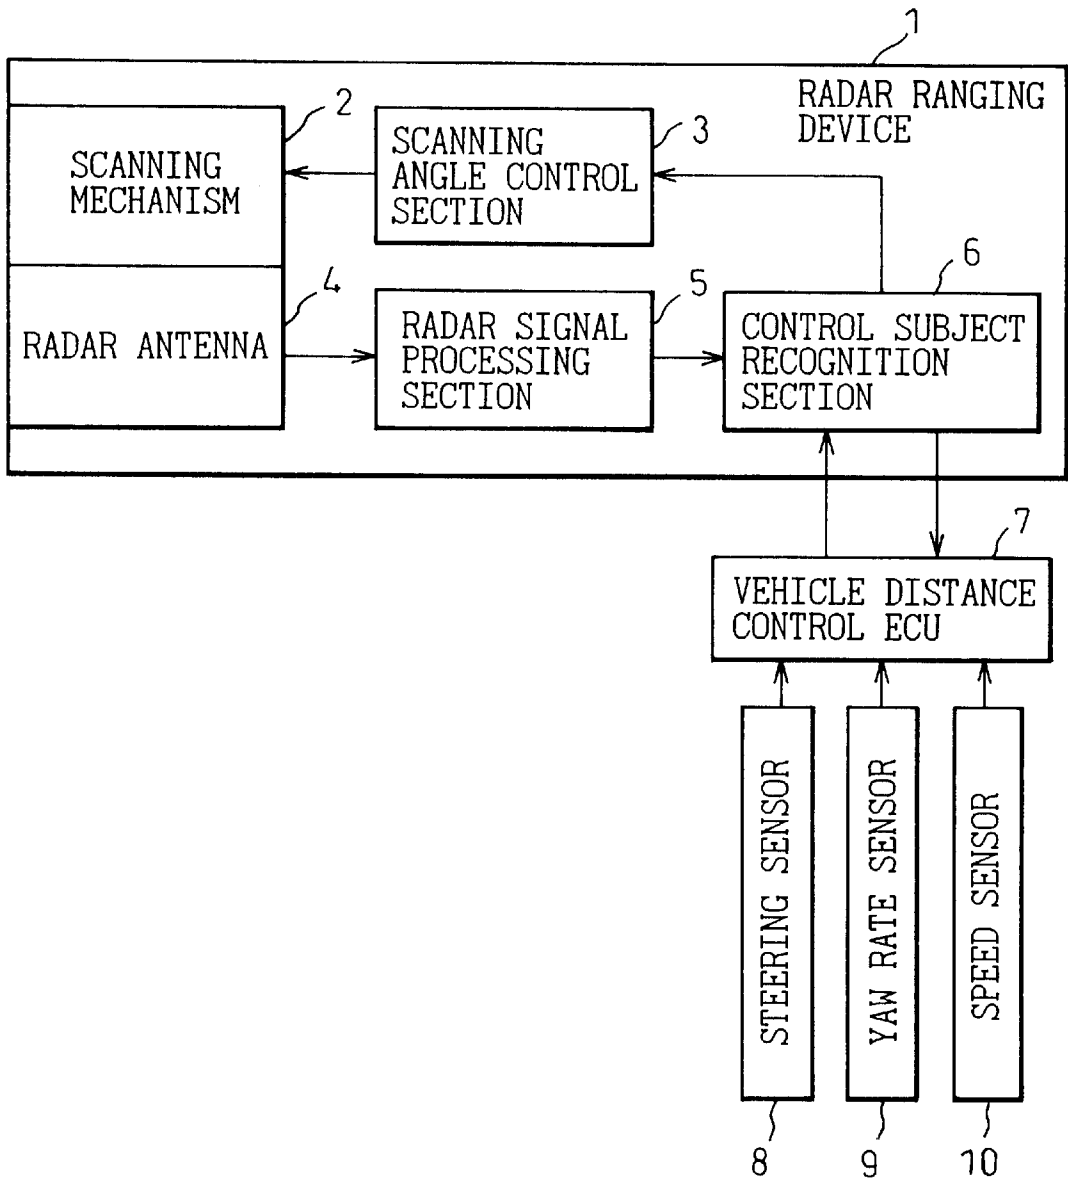 1
RADAR RANGING
DEVICE
2
SCANNING
MECHANISM
3
SCANNING
ANGLE CONTROL
SECTION
4
RADAR ANTENNA
5
RADAR SIGNAL
PROCESSING
SECTION
6
CONTROL SUBJECT
RECOGNITION
SECTION
7
VEHICLE DISTANCE
CONTROL ECU
STEERING SENSOR
YAW RATE SENSOR
SPEED SENSOR
8
9
10